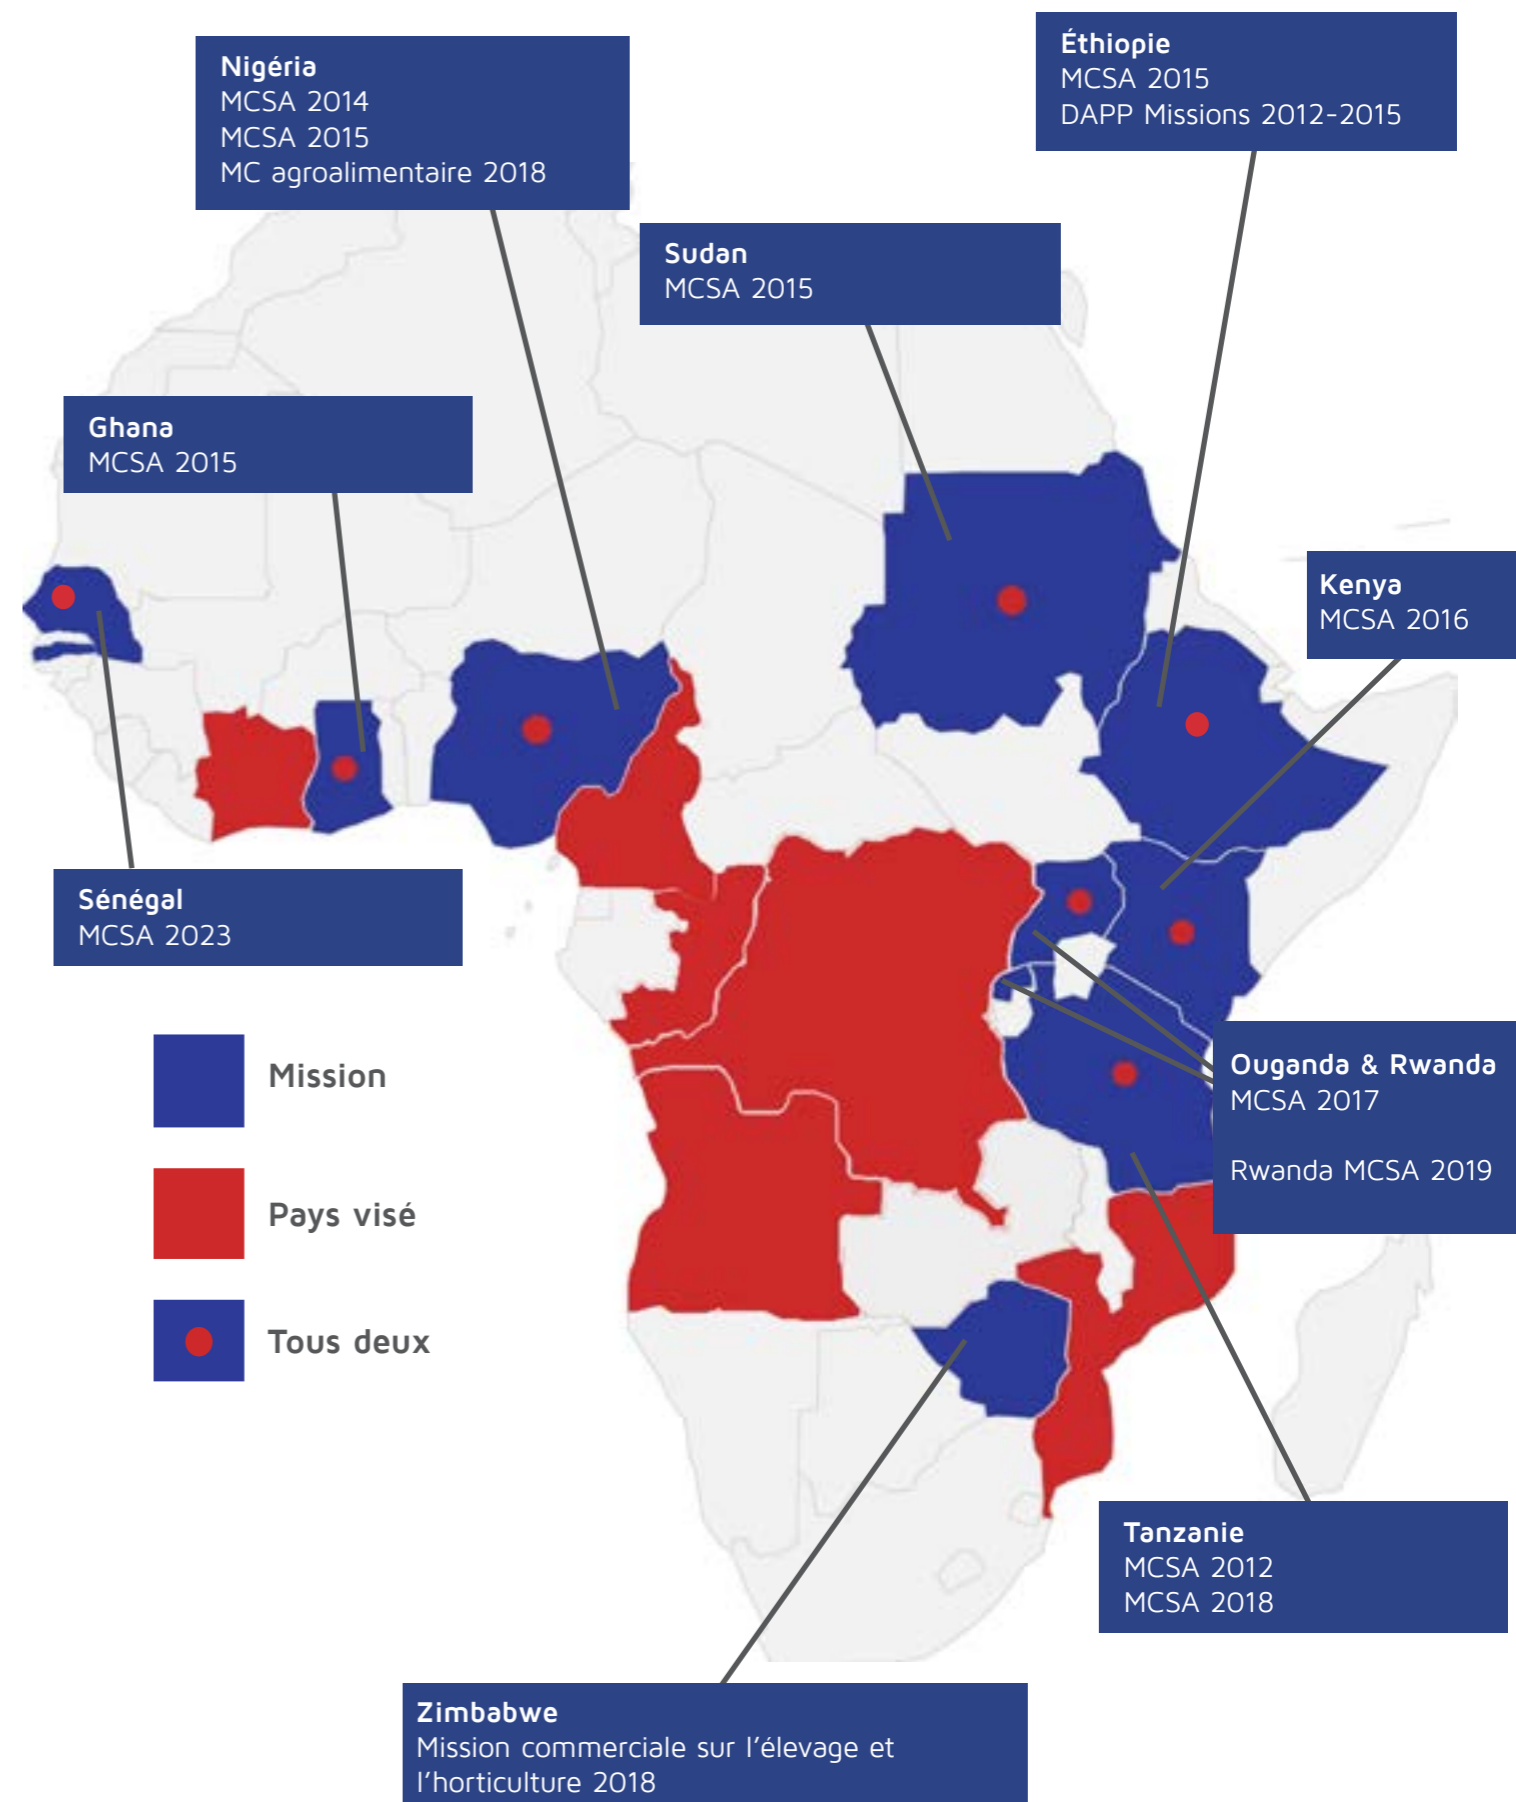 Nigéria
MCSA 2014
MCSA 2015
MC agroalimentaire 2018
Éthiopie
MCSA 2015
DAPP Missions 2012-2015
Sudan
MCSA 2015
Ghana
MCSA 2015
Kenya
MCSA 2016
Sénégal
MCSA 2023
Mission
Pays visé
Tous deux
Ouganda & Rwanda
MCSA 2017
Rwanda MCSA 2019
Tanzanie
MCSA 2012
MCSA 2018
Zimbabwe
Mission commerciale sur l'élevage et
l'horticulture 2018